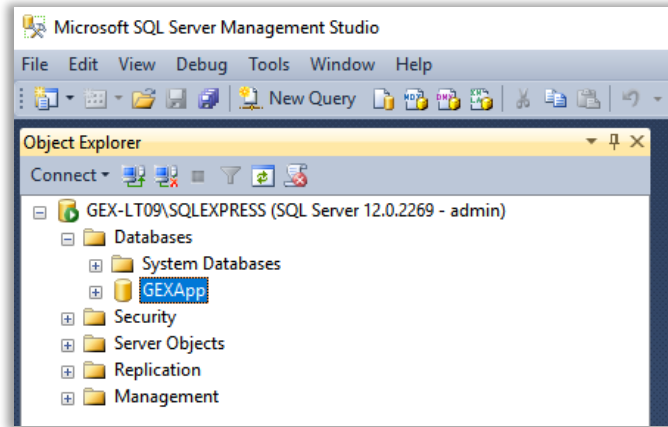 Microsoft SQL Server Management Studio
File Edit View Debug Tools Window Help
New Query
Object Explorer
Connect
GEX-LT09\SQLEXPRESS (SQL Server 12.0.2269 - admin)
Databases
System Databases
GEXApp
Security
Server Objects
Replication
Management